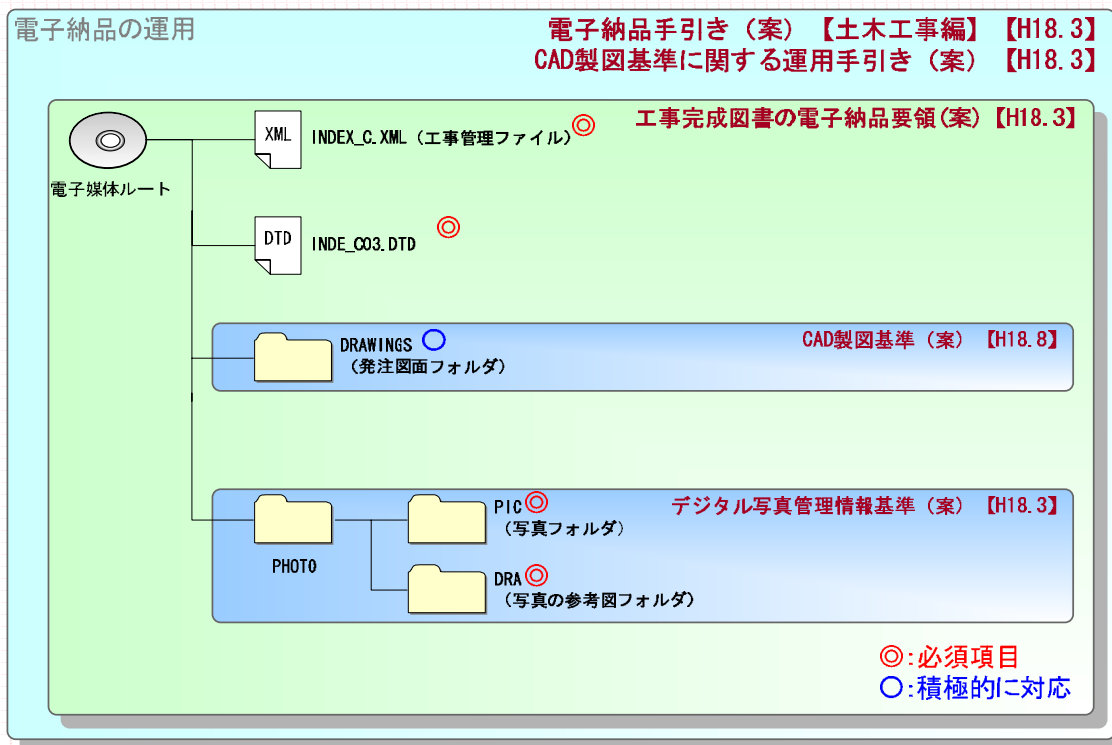 電子納品の運用
電子納品手引き（案）【土木工事編】【H18.3】
CAD製図基準に関する運用手引き（案）【H18.3】
工事完成図書の電子納品要領(案)【H18.3】
XML
INDEX_C.XML（工事管理ファイル）◎
電子媒体ルート
DTD
INDE_C03.DTD ◎
CAD製図基準（案）【H18.8】
DRAWINGS ○
（発注図面フォルダ）
デジタル写真管理情報基準（案）【H18.3】
PHOTO
PIC◎
（写真フォルダ）
DRA◎
（写真の参考図フォルダ）
◎:必須項目
○:積極的に対応